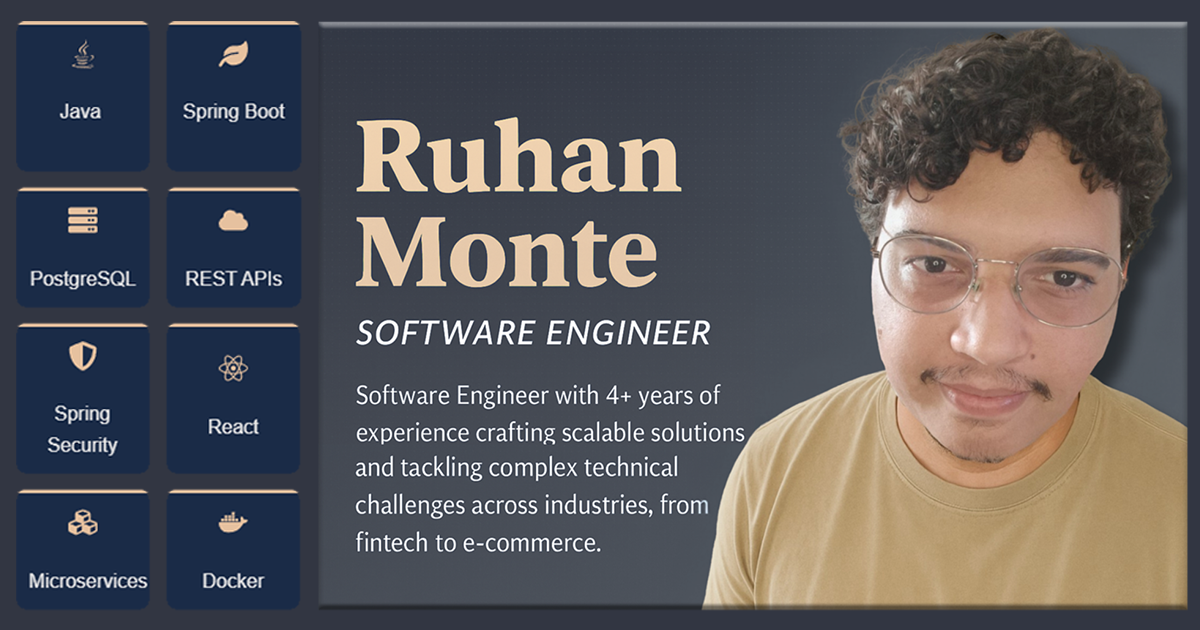 Java
Spring Boot
PostgreSQL
REST APIs
Spring
Security
React
Microservices
Docker
Ruhan
Monte
SOFTWARE ENGINEER
Software Engineer with 4+ years of
experience crafting scalable solutions
and tackling complex technical
challenges across industries, from
fintech to e-commerce.